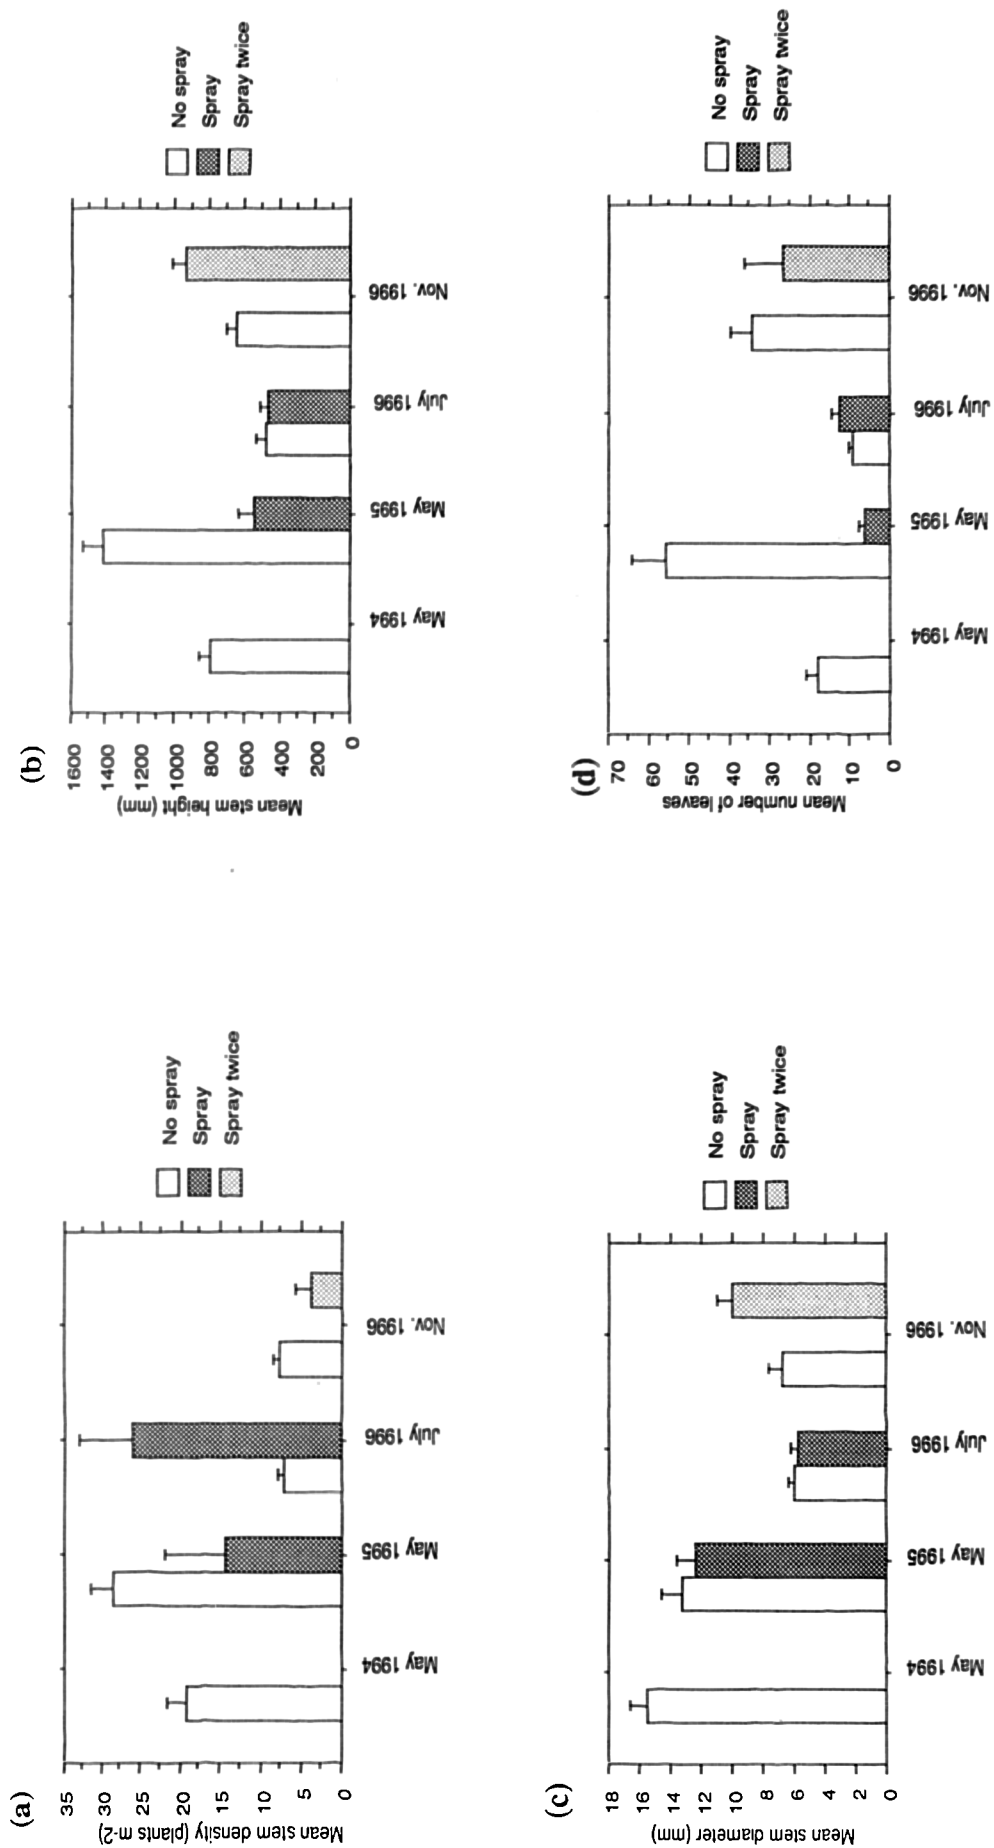 (a)
Mean stem density (plants m-2)
35
30
25
20
15
10
5
0
May 1994
May 1995
July 1996
Nov. 1996
No spray
Spray
Spray twice
(b)
Mean stem height (mm)
1600
1400
1200
1000
800
600
400
200
0
May 1994
May 1995
July 1996
Nov. 1996
No spray
Spray
Spray twice
(c)
Mean stem diameter (mm)
18
16
14
12
10
8
6
4
2
0
May 1994
May 1995
July 1996
Nov. 1996
No spray
Spray
Spray twice
(d)
Mean number of leaves
70
60
50
40
30
20
10
0
May 1994
May 1995
July 1996
Nov. 1996
No spray
Spray
Spray twice